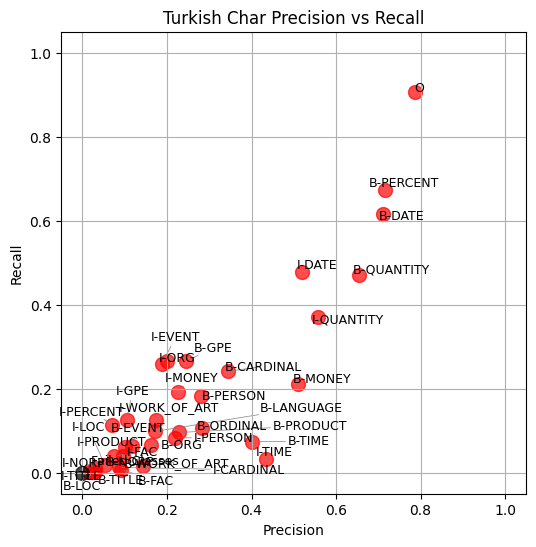 Turkish Char Precision vs Recall
1.0
O
0.8
B-PERCENT
B-DATE
0.6
I-DATE
B-QUANTITY
Recall
0.4
I-QUANTITY
I-EVENT
B-GPE
I-ORG
B-CARDINAL
I-MONEY
B-MONEY
0.2
I-GPE
B-PERSON
I-WORK_OF_ART
B-LANGUAGE
I-PERCENT
I-LOC
B-EVENT
B-ORDINAL
B-PRODUCT
I-PERSON
I-PRODUCT
B-ORG
B-TIME
I-FAC
I-TIME
B-WORK_OF_ART
I-CARDINAL
0.0
B-LOC
B-TITLE
B-FAC
0.0 0.2 0.4 0.6 0.8 1.0
Precision